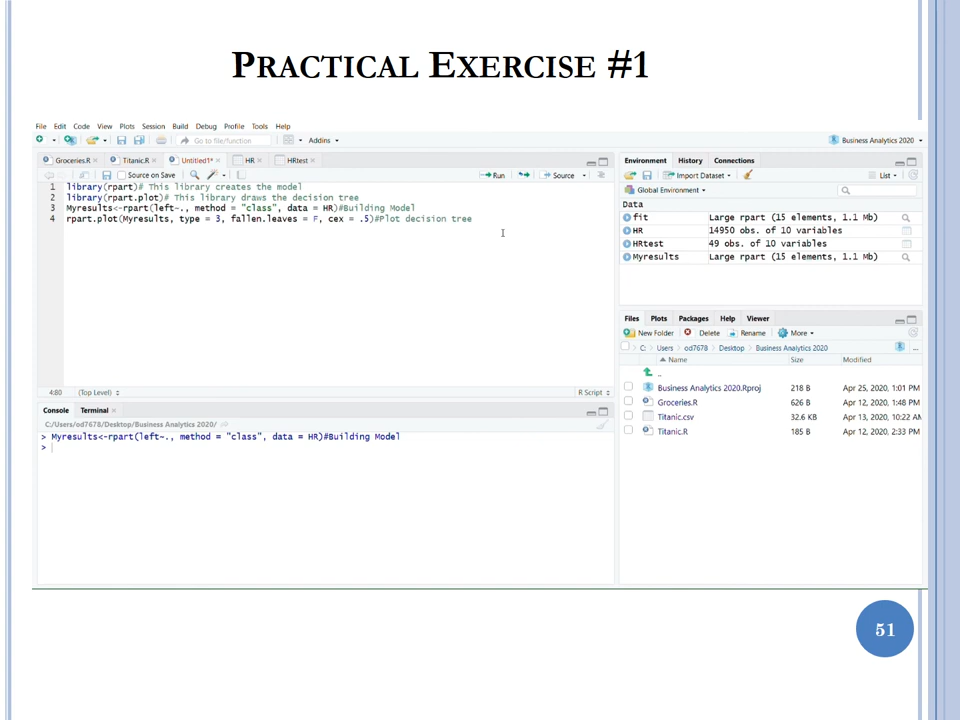 PRACTICAL EXERCISE #1
File Edit Code View Plots Session Build Debug Profile Tools Help
Go to file/function Addins Business Analytics 2020
Groceries.R Titanic.R Untitled1* HR HRtest
Source on Save Run Source
1 library(rpart)# This library creates the model
2 library(rpart.plot)# This library draws the decision tree
3 Myresults<-rpart(left~., method = "class", data = HR)#Building Model
4 rpart.plot(Myresults, type = 3, fallen.leaves = F, cex = .5)#Plot decision tree
4:80 (Top Level) R Script
Console Terminal
C:/Users/od7678/Desktop/Business Analytics 2020/
> Myresults<-rpart(left~., method = "class", data = HR)#Building Model
>
Environment History Connections
Import Dataset List
Global Environment
Data
fit Large rpart (15 elements, 1.1 Mb)
HR 14950 obs. of 10 variables
HRtest 49 obs. of 10 variables
Myresults Large rpart (15 elements, 1.1 Mb)
Files Plots Packages Help Viewer
New Folder Delete Rename More
C: Users od7678 Desktop Business Analytics 2020 ...
Name Size Modified
..
Business Analytics 2020.Rproj 218 B Apr 25, 2020, 1:01 PM
Groceries.R 626 B Apr 12, 2020, 1:48 PM
Titanic.csv 32.6 KB Apr 13, 2020, 10:22 AM
Titanic.R 185 B Apr 12, 2020, 2:33 PM
51